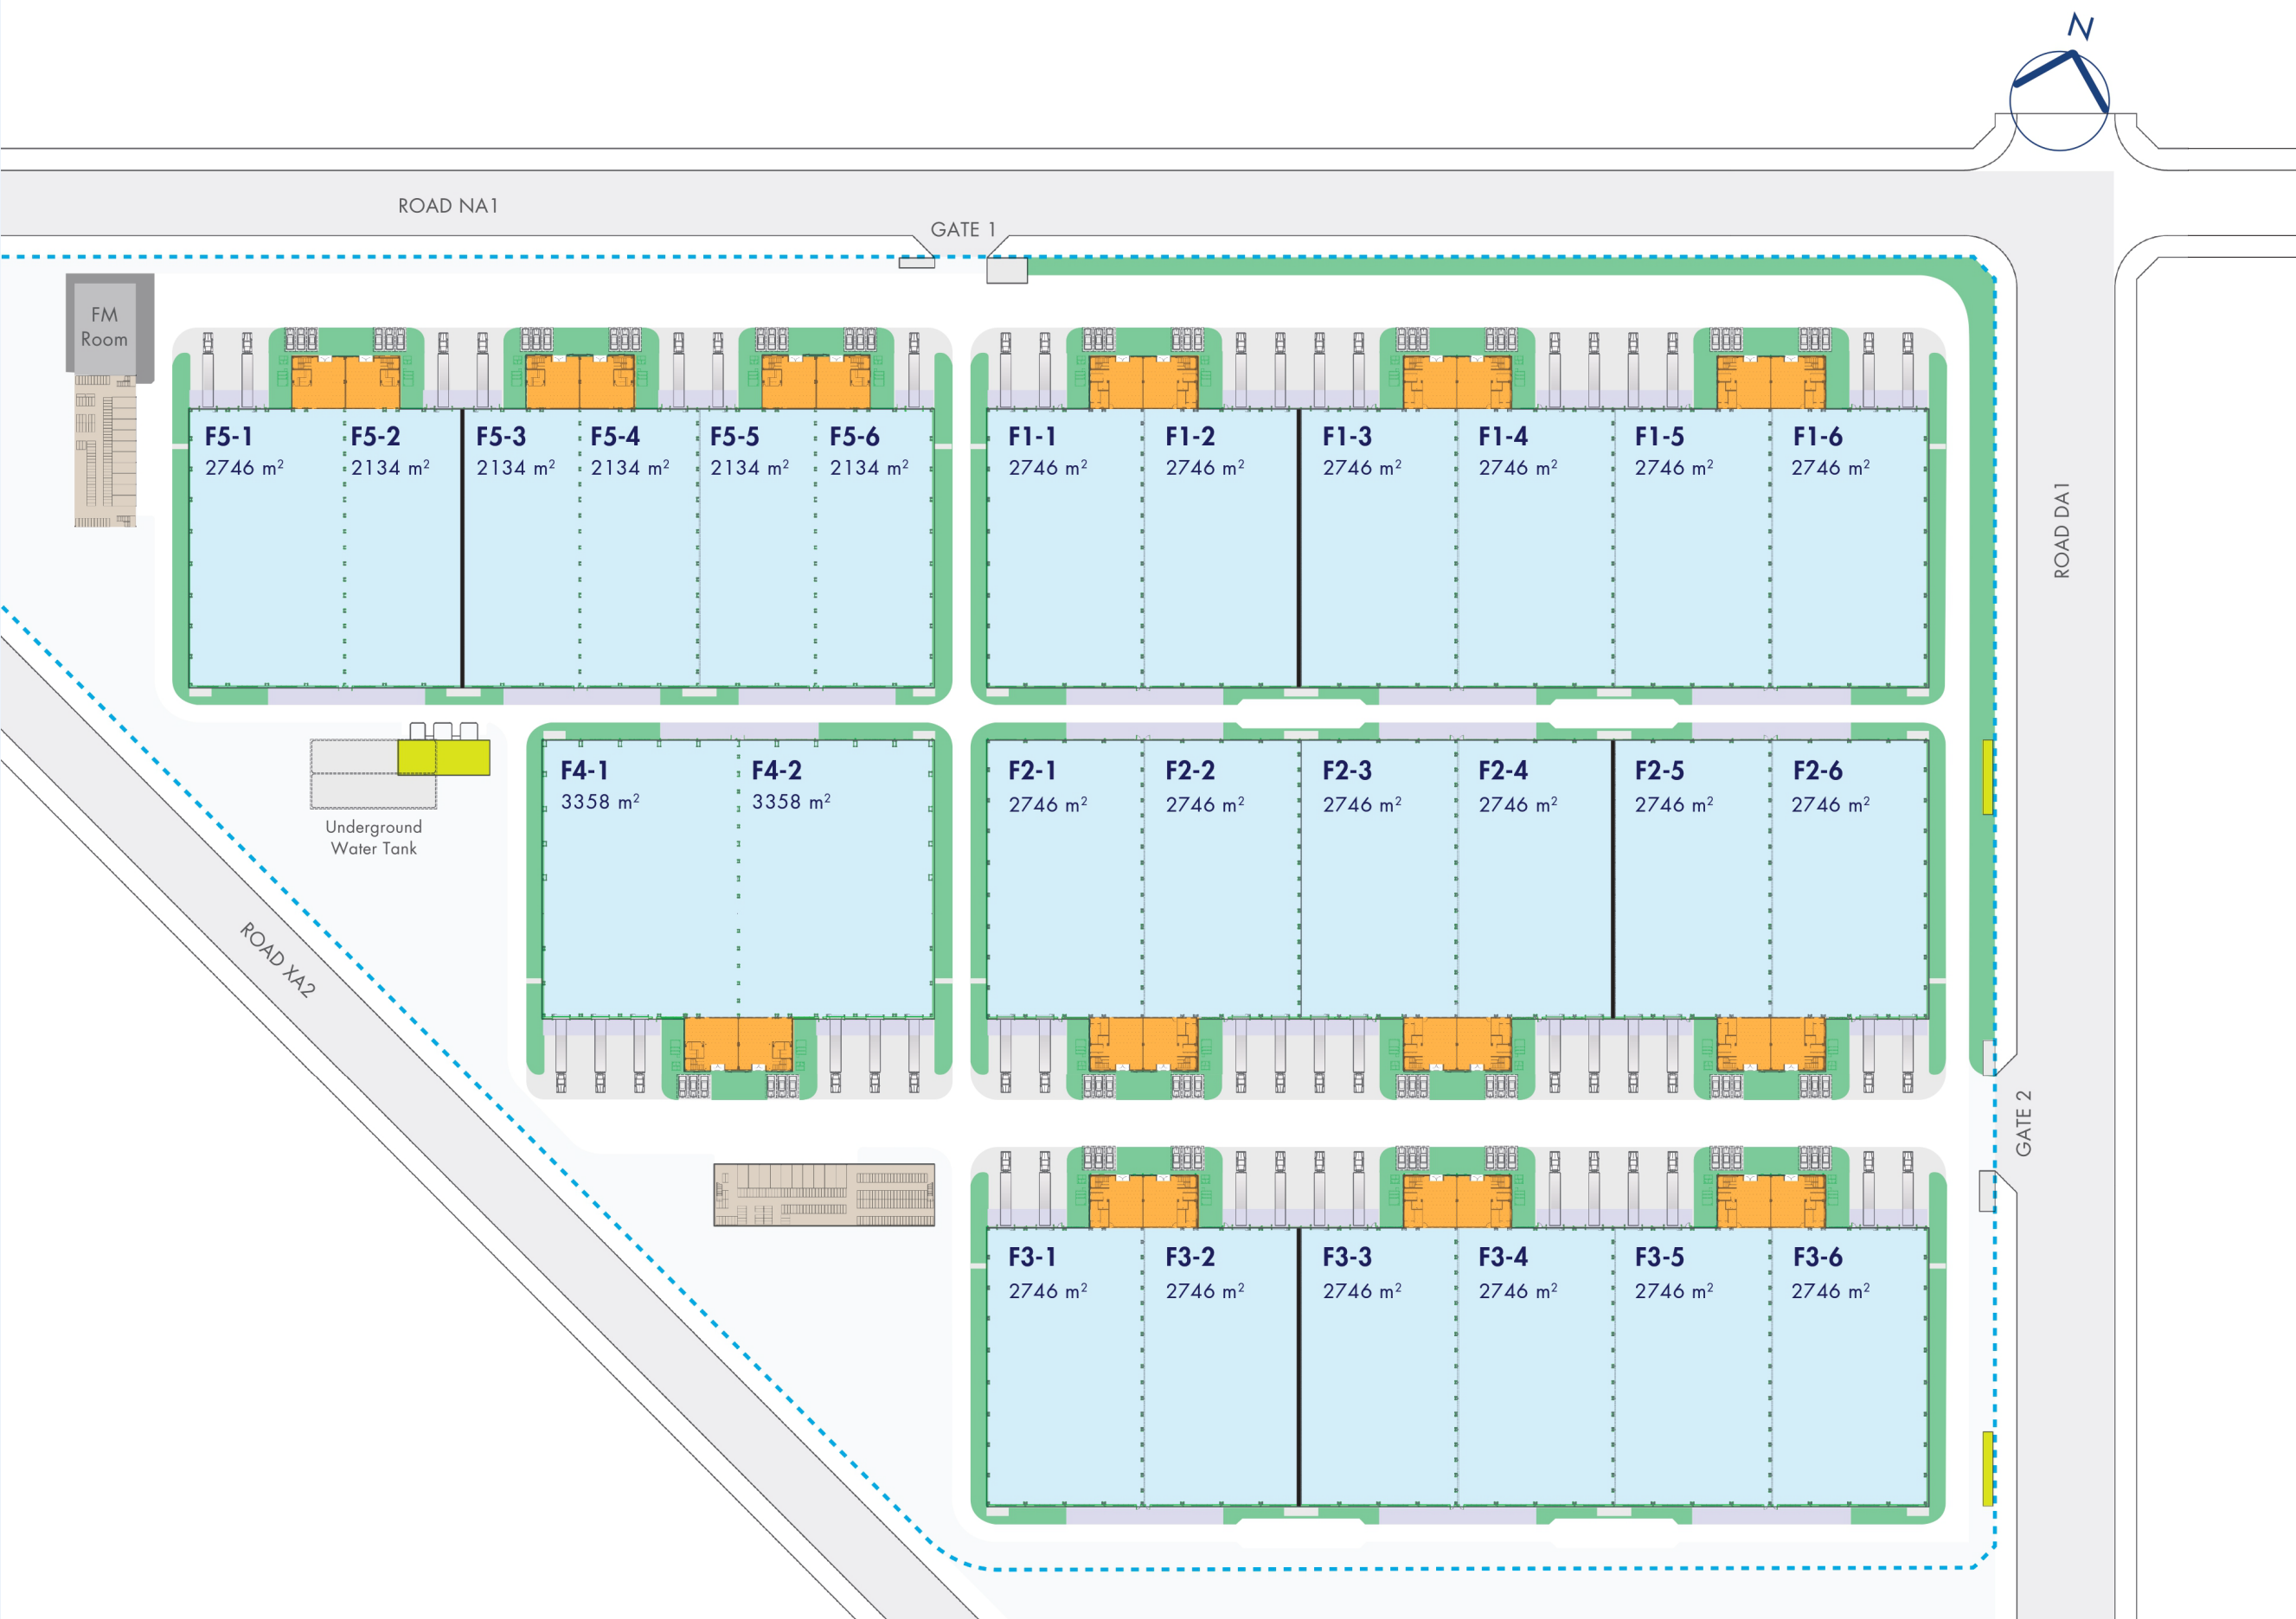 N
ROAD NA1
GATE 1
FM
Room
F5-1
2746 m²
F5-2
2134 m²
F5-3
2134 m²
F5-4
2134 m²
F5-5
2134 m²
F5-6
2134 m²
F1-1
2746 m²
F1-2
2746 m²
F1-3
2746 m²
F1-4
2746 m²
F1-5
2746 m²
F1-6
2746 m²
ROAD DA1
Underground
Water Tank
F4-1
3358 m²
F4-2
3358 m²
F2-1
2746 m²
F2-2
2746 m²
F2-3
2746 m²
F2-4
2746 m²
F2-5
2746 m²
F2-6
2746 m²
ROAD XA2
GATE 2
F3-1
2746 m²
F3-2
2746 m²
F3-3
2746 m²
F3-4
2746 m²
F3-5
2746 m²
F3-6
2746 m²